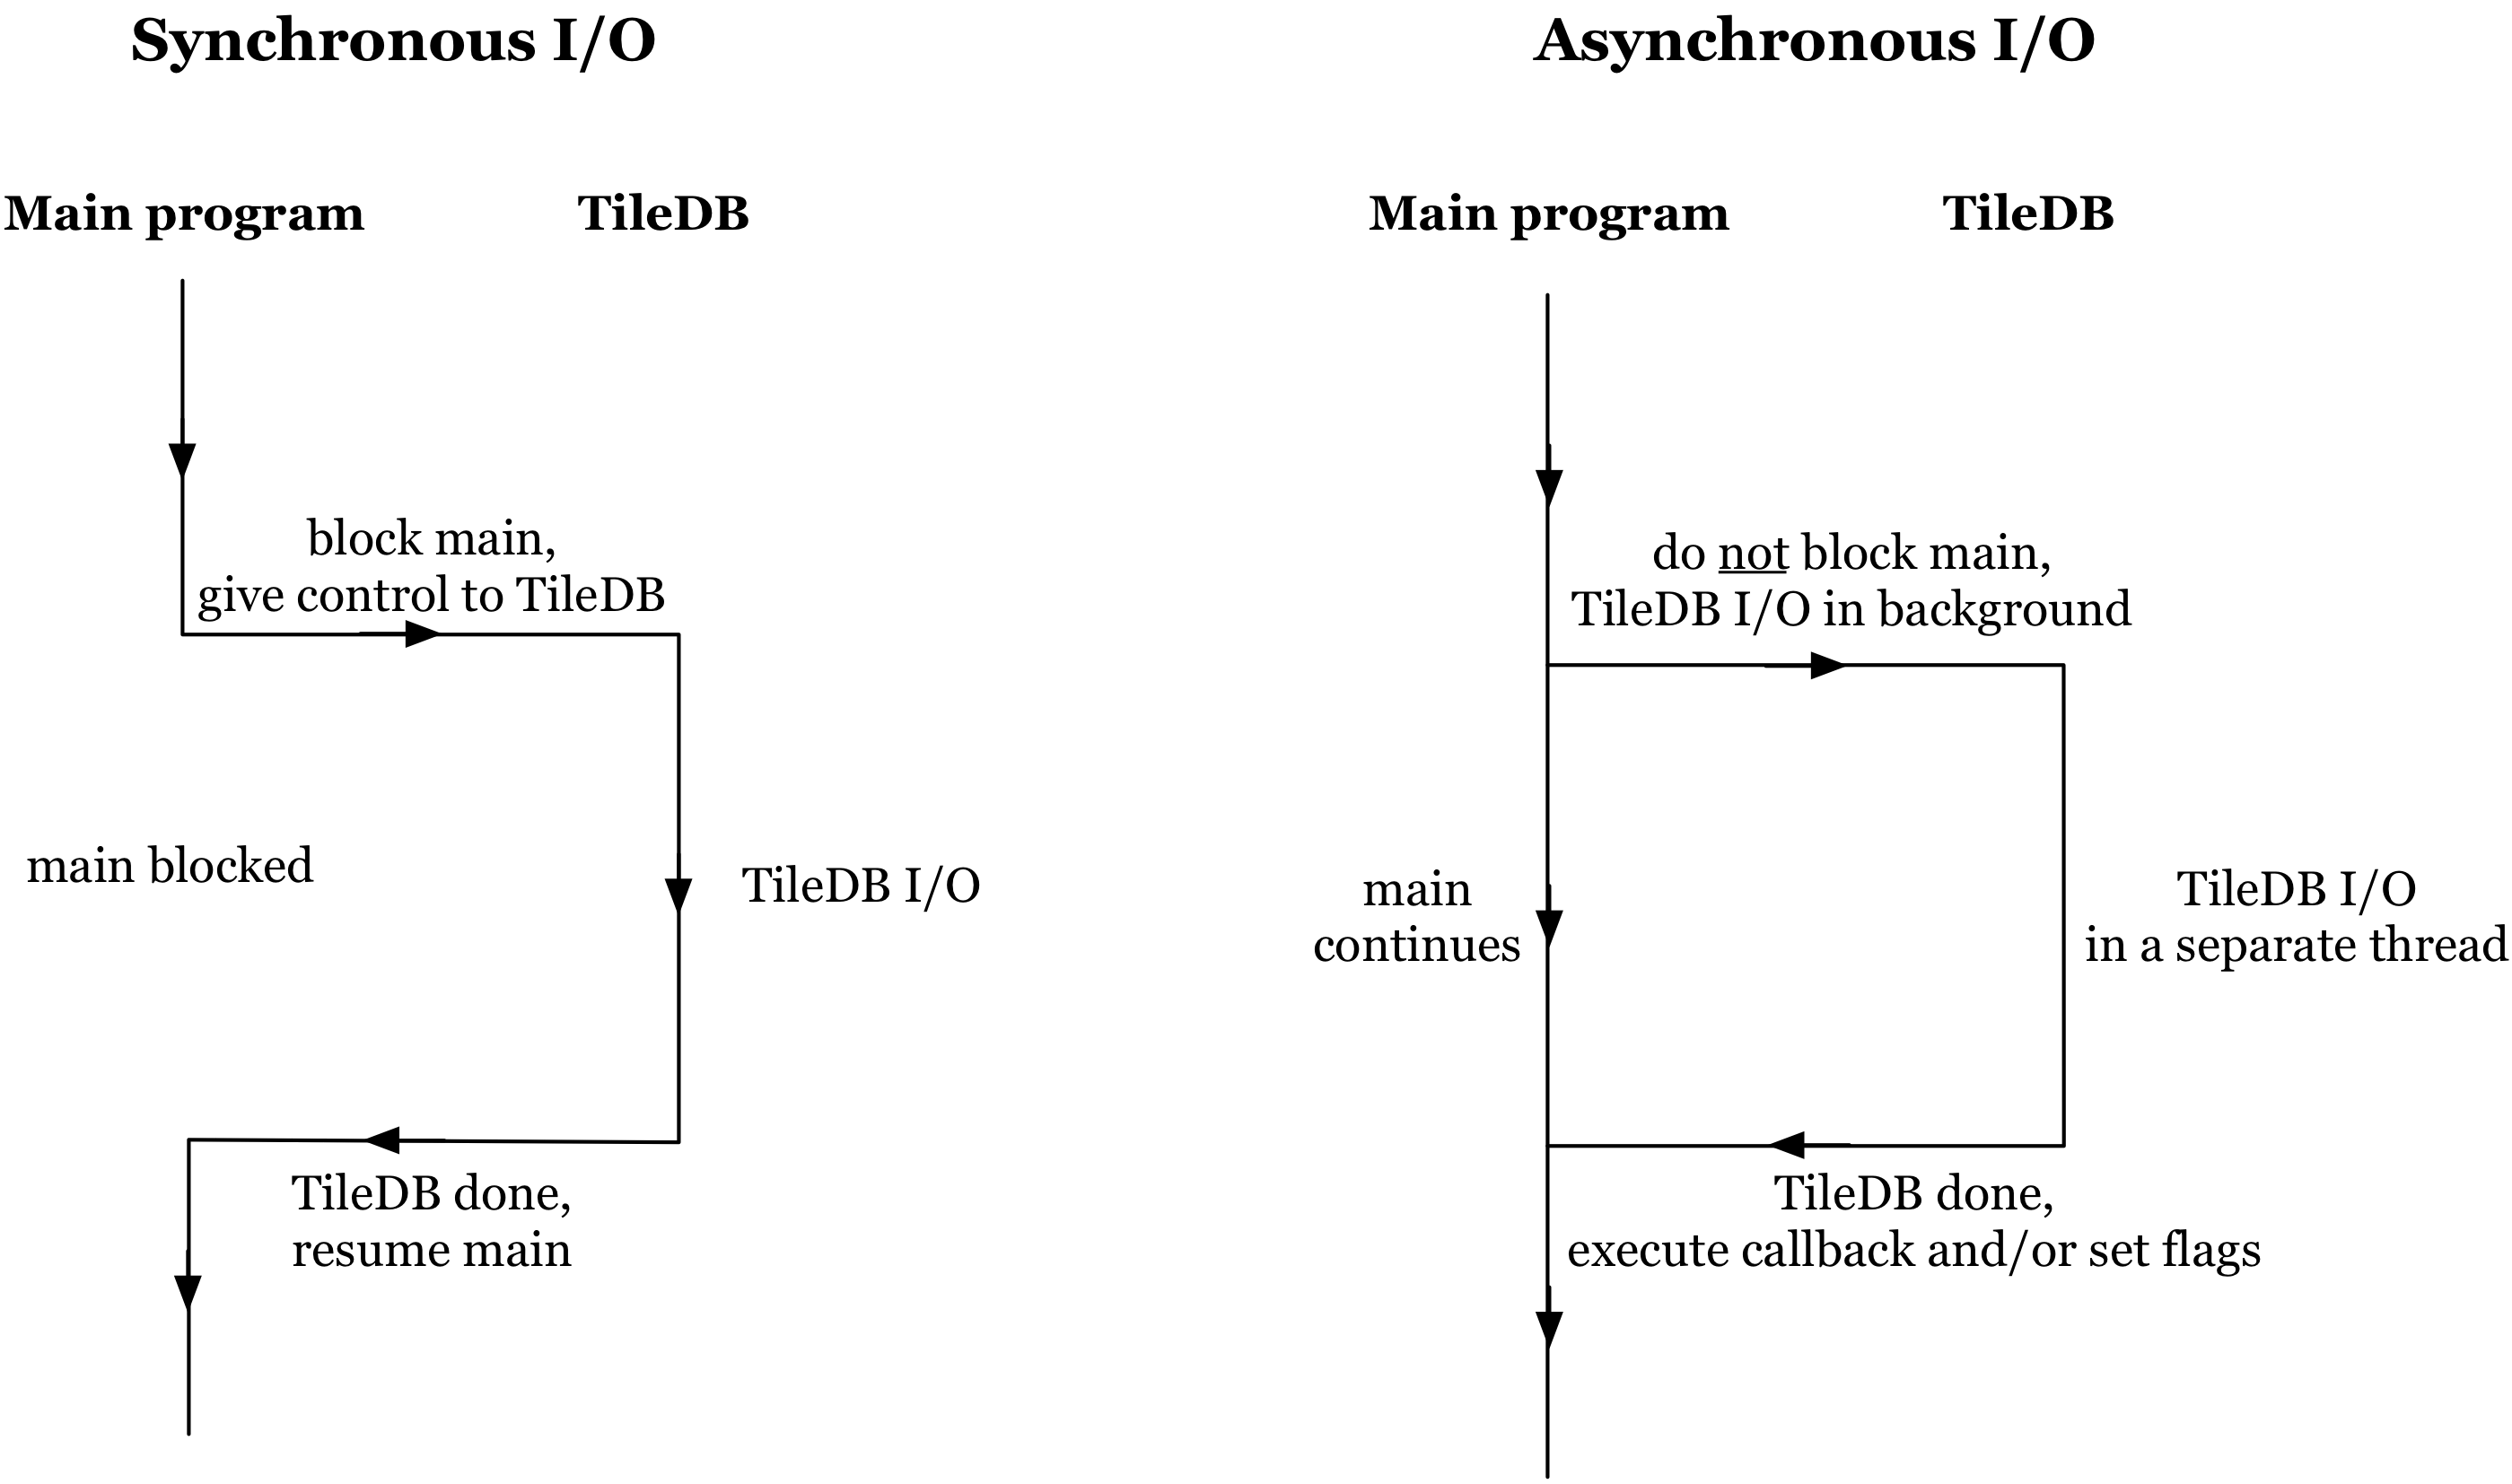 Synchronous I/O
Main program
TileDB
block main,
give control to TileDB
main blocked
TileDB I/O
TileDB done,
resume main
Asynchronous I/O
Main program
TileDB
do not block main,
TileDB I/O in background
main
continues
TileDB I/O
in a separate thread
TileDB done,
execute callback and/or set flags